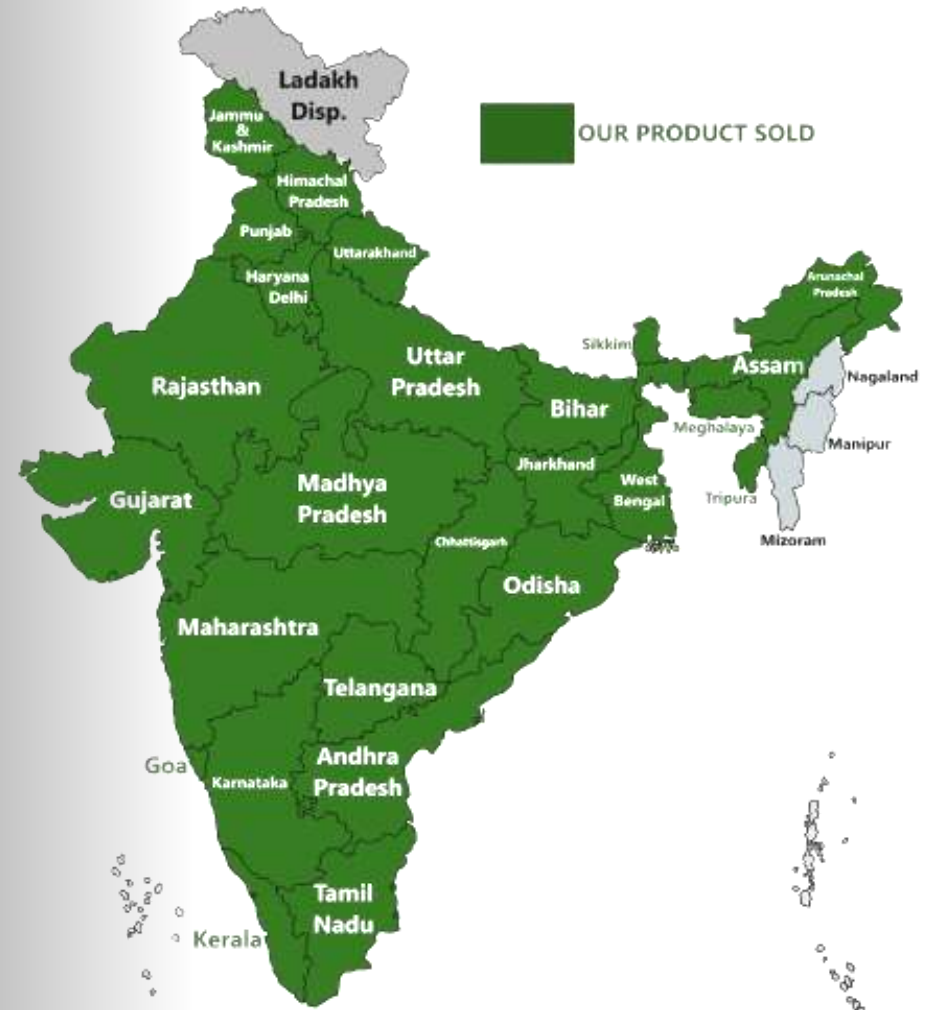 Ladakh
Disp.
Jammu
&
Kashmir
OUR PRODUCT SOLD
Himachal
Pradesh
Punjab
Uttarakhand
Haryana
Delhi
Arunachal
Pradesh
Sikkim
Uttar
Pradesh
Assam
Nagaland
Rajasthan
Bihar
Meghalaya
Manipur
Jharkhand
Madhya
Pradesh
West
Bengal
Gujarat
Tripura
Mizoram
Chhattisgarh
Odisha
Maharashtra
Telangana
Goa
Andhra
Pradesh
Karnataka
Tamil
Nadu
Kerala